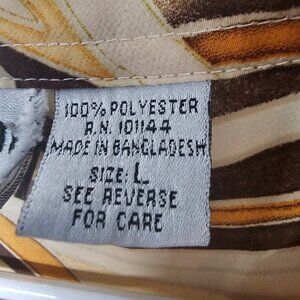 100% POLYESTER
R.N. 101144
MADE IN BANGLADESH
SIZE: L
SEE REVERSE
FOR CARE